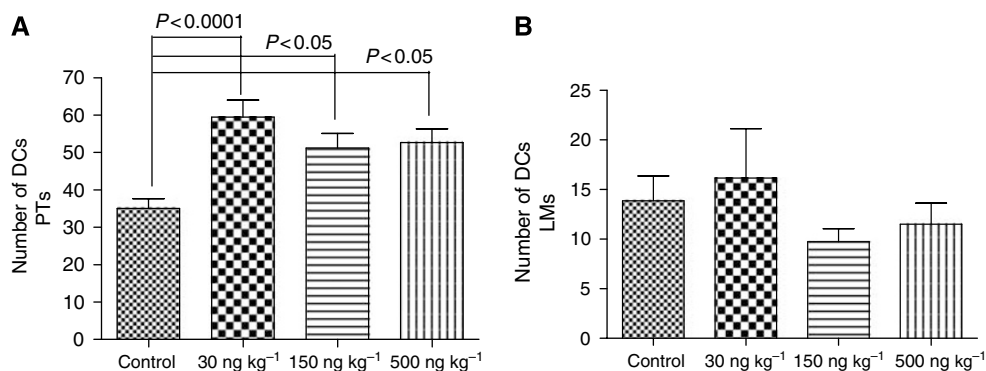 A
P<0.0001
P<0.05
P<0.05
Number of DCs
PTs
70
60
50
40
30
20
10
0
Control
30 ng kg⁻¹
150 ng kg⁻¹
500 ng kg⁻¹
B
Number of DCs
LMs
25
20
15
10
5
0
Control
30 ng kg⁻¹
150 ng kg⁻¹
500 ng kg⁻¹